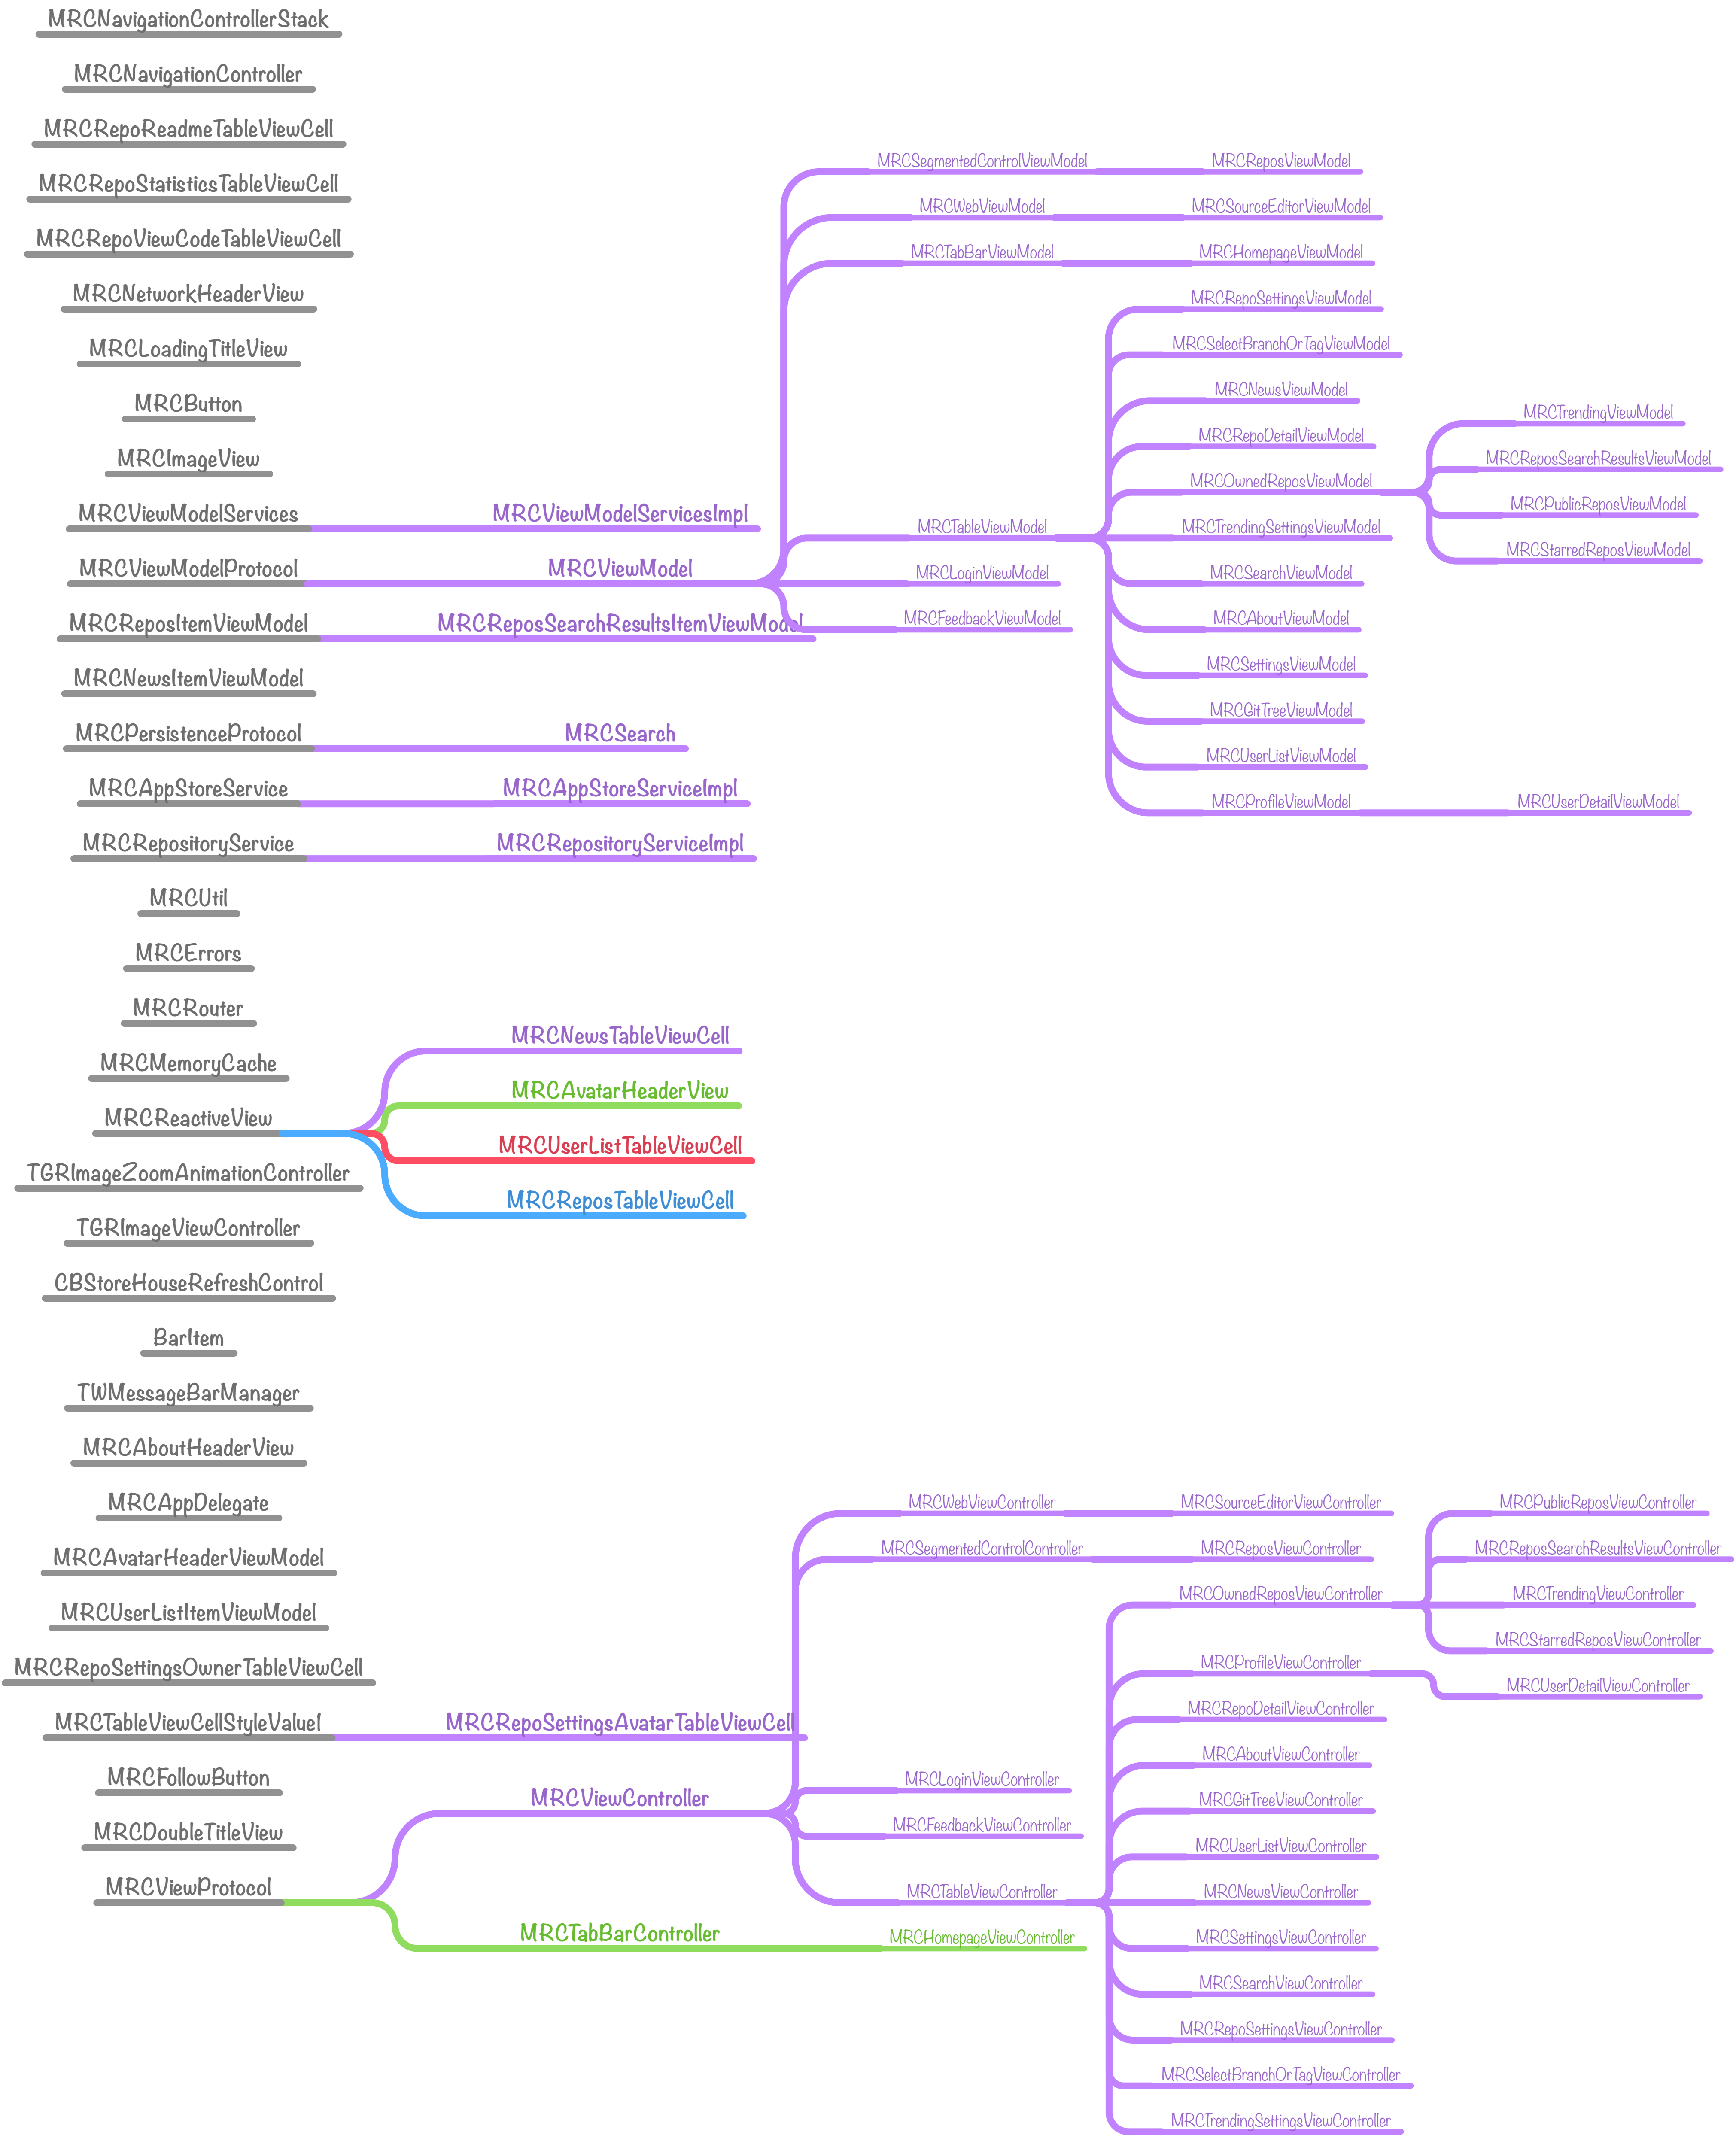 MRCNavigationControllerStack
MRCNavigationController
MRCRepoReadmeTableViewCell
MRCSegmentedControlViewModel MRCReposViewModel
MRCRepoStatisticsTableViewCell
MRCWebViewModel MRCSourceEditorViewModel
MRCRepoViewCodeTableViewCell
MRCTabBarViewModel MRCHomepageViewModel
MRCNetworkHeaderView
MRCRepoSettingsViewModel
MRCLoadingTitleView
MRCSelectBranchOrTagViewModel
MRCNewsViewModel
MRCButton
MRCTrendingViewModel
MRCRepoDetailViewModel
MRCImageView
MRCReposSearchResultsViewModel
MRCOwnedReposViewModel
MRCPublicReposViewModel
MRCViewModelServices MRCViewModelServicesImpl
MRCTableViewModel MRCTrendingSettingsViewModel
MRCStarredReposViewModel
MRCViewModelProtocol MRCViewModel
MRCLoginViewModel MRCSearchViewModel
MRCReposItemViewModel MRCReposSearchResultsItemViewModel
MRCFeedbackViewModel MRCAboutViewModel
MRCSettingsViewModel
MRCNewsItemViewModel
MRCGitTreeViewModel
MRCPersistenceProtocol MRCSearch
MRCUserListViewModel
MRCAppStoreService MRCAppStoreServiceImpl
MRCProfileViewModel MRCUserDetailViewModel
MRCRepositoryService MRCRepositoryServiceImpl
MRCUtil
MRCErrors
MRCRouter
MRCNewsTableViewCell
MRCMemoryCache
MRCAvatarHeaderView
MRCReactiveView
MRCUserListTableViewCell
TGRImageZoomAnimationController
MRCReposTableViewCell
TGRImageViewController
CBStoreHouseRefreshControl
BarItem
TWMessageBarManager
MRCAboutHeaderView
MRCAppDelegate
MRCWebViewController MRCSourceEditorViewController MRCPublicReposViewController
MRCAvatarHeaderViewModel
MRCSegmentedControlController MRCReposViewController MRCReposSearchResultsViewController
MRCOwnedReposViewController MRCTrendingViewController
MRCUserListItemViewModel
MRCStarredReposViewController
MRCRepoSettingsOwnerTableViewCell
MRCProfileViewController
MRCUserDetailViewController
MRCRepoDetailViewController
MRCTableViewCellStyleValue1 MRCRepoSettingsAvatarTableViewCell
MRCAboutViewController
MRCFollowButton
MRCLoginViewController
MRCViewController
MRCGitTreeViewController
MRCFeedbackViewController
MRCDoubleTitleView
MRCUserListViewController
MRCViewProtocol
MRCTableViewController MRCNewsViewController
MRCTabBarController MRCHomepageViewController
MRCSettingsViewController
MRCSearchViewController
MRCRepoSettingsViewController
MRCSelectBranchOrTagViewController
MRCTrendingSettingsViewController